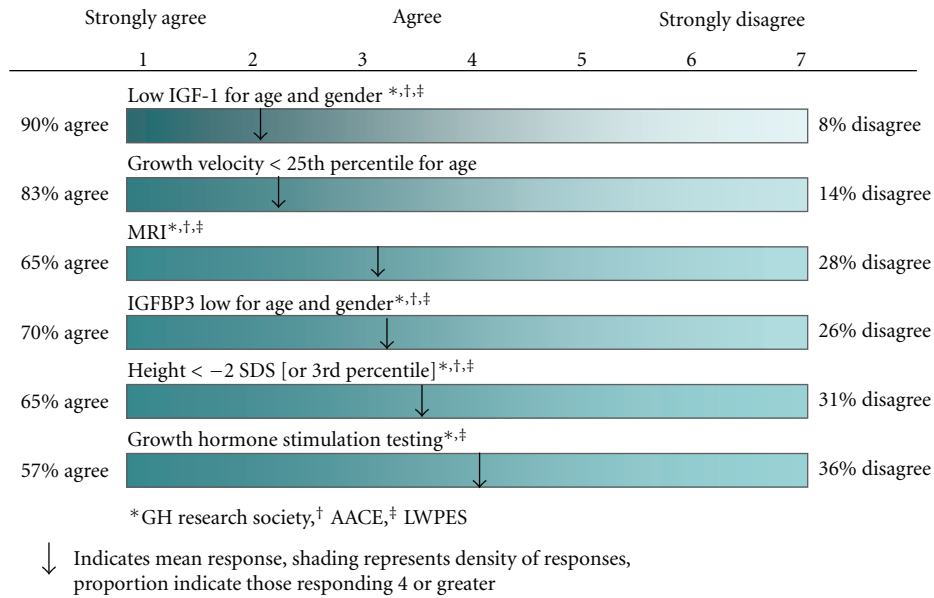 Strongly agree Agree Strongly disagree
1 2 3 4 5 6 7
Low IGF-1 for age and gender *,†,‡
90% agree 8% disagree
Growth velocity < 25th percentile for age
83% agree 14% disagree
MRI*,†,‡
65% agree 28% disagree
IGFBP3 low for age and gender*,†,‡
70% agree 26% disagree
Height < −2 SDS [or 3rd percentile]*,†,‡
65% agree 31% disagree
Growth hormone stimulation testing*,‡
57% agree 36% disagree
*GH research society,† AACE,‡ LWPES
Indicates mean response, shading represents density of responses,
proportion indicate those responding 4 or greater